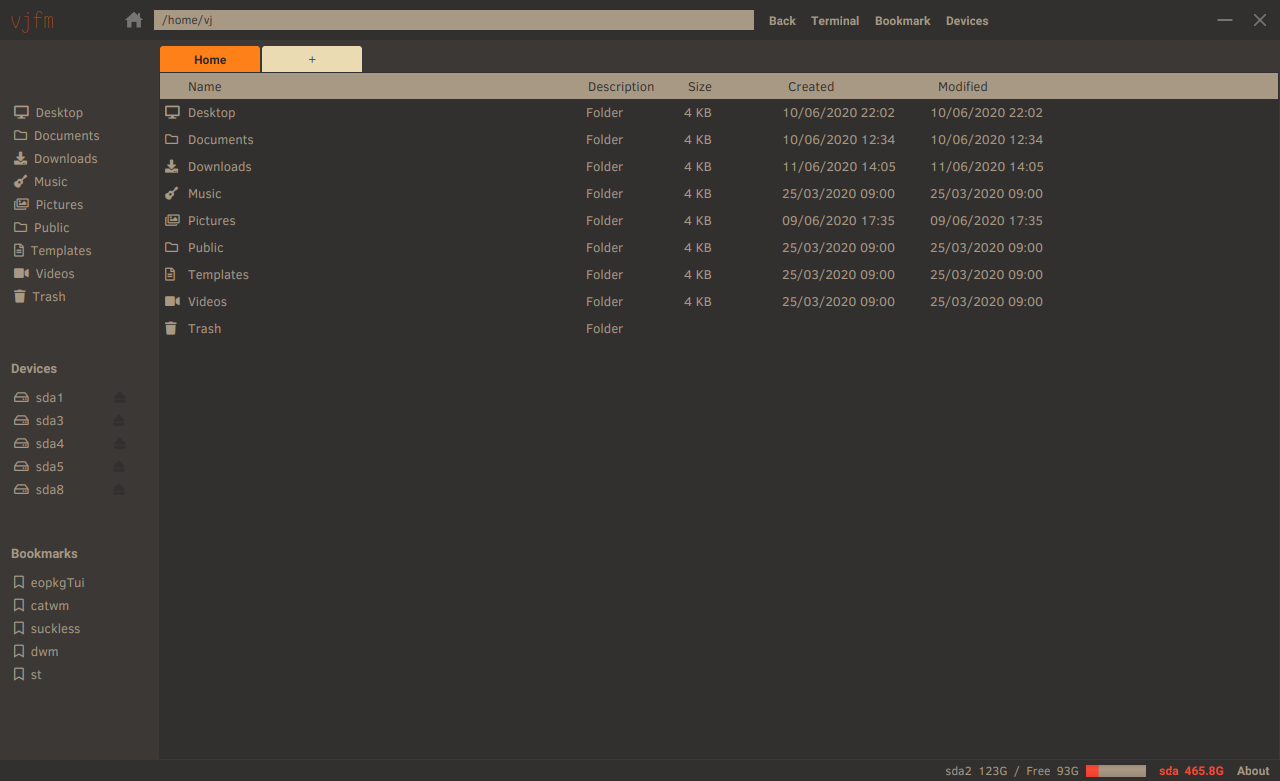 vjfm /home/vj Back Terminal Bookmark Devices
Home +
Name Description Size Created Modified
Desktop Folder 4 KB 10/06/2020 22:02 10/06/2020 22:02
Documents Folder 4 KB 10/06/2020 12:34 10/06/2020 12:34
Downloads Folder 4 KB 11/06/2020 14:05 11/06/2020 14:05
Music Folder 4 KB 25/03/2020 09:00 25/03/2020 09:00
Pictures Folder 4 KB 09/06/2020 17:35 09/06/2020 17:35
Public Folder 4 KB 25/03/2020 09:00 25/03/2020 09:00
Templates Folder 4 KB 25/03/2020 09:00 25/03/2020 09:00
Videos Folder 4 KB 25/03/2020 09:00 25/03/2020 09:00
Trash Folder
Desktop
Documents
Downloads
Music
Pictures
Public
Templates
Videos
Trash
Devices
sda1
sda3
sda4
sda5
sda8
Bookmarks
eopkgTui
catwm
suckless
dwm
st
sda2 123G / Free 93G sda 465.8G About